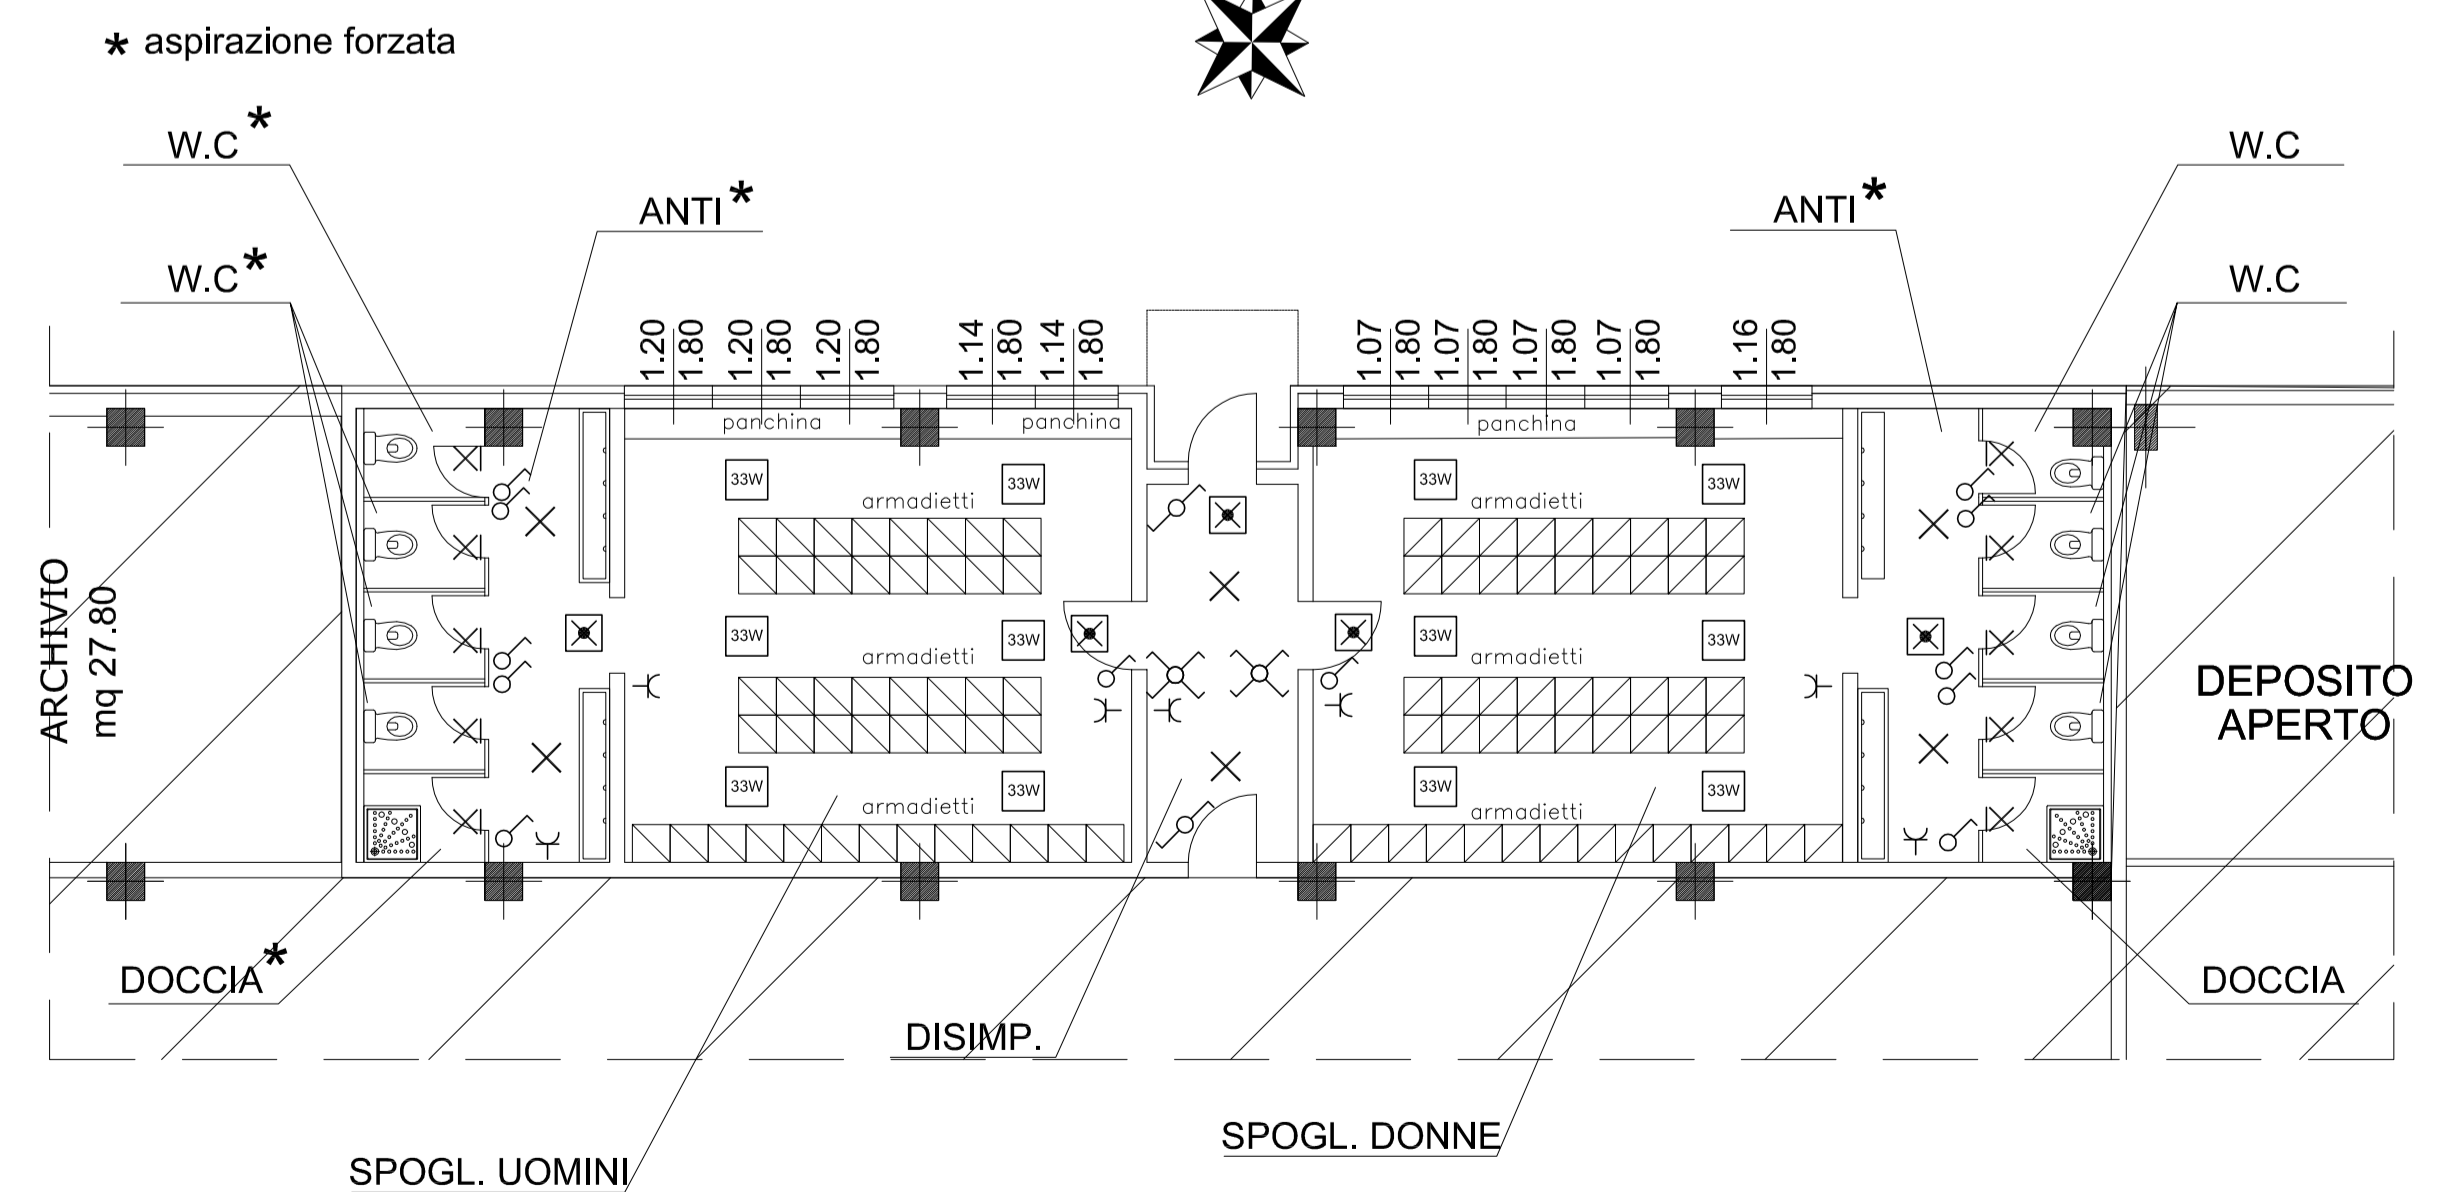 * aspirazione forzata
W.C*
W.C
ANTI*
ANTI*
W.C*
W.C
1.20
1.80
1.20
1.80
1.20
1.80
1.14
1.80
1.14
1.80
1.07
1.80
1.07
1.80
1.07
1.80
1.07
1.80
1.16
1.80
panchina
panchina
panchina
33W
33W
33W
33W
armadietti
armadietti
ARCHIVIO
mq 27.80
33W
33W
33W
33W
armadietti
armadietti
DEPOSITO
APERTO
33W
33W
33W
33W
armadietti
armadietti
DOCCIA*
DOCCIA
DISIMP.
SPOGL. DONNE
SPOGL. UOMINI